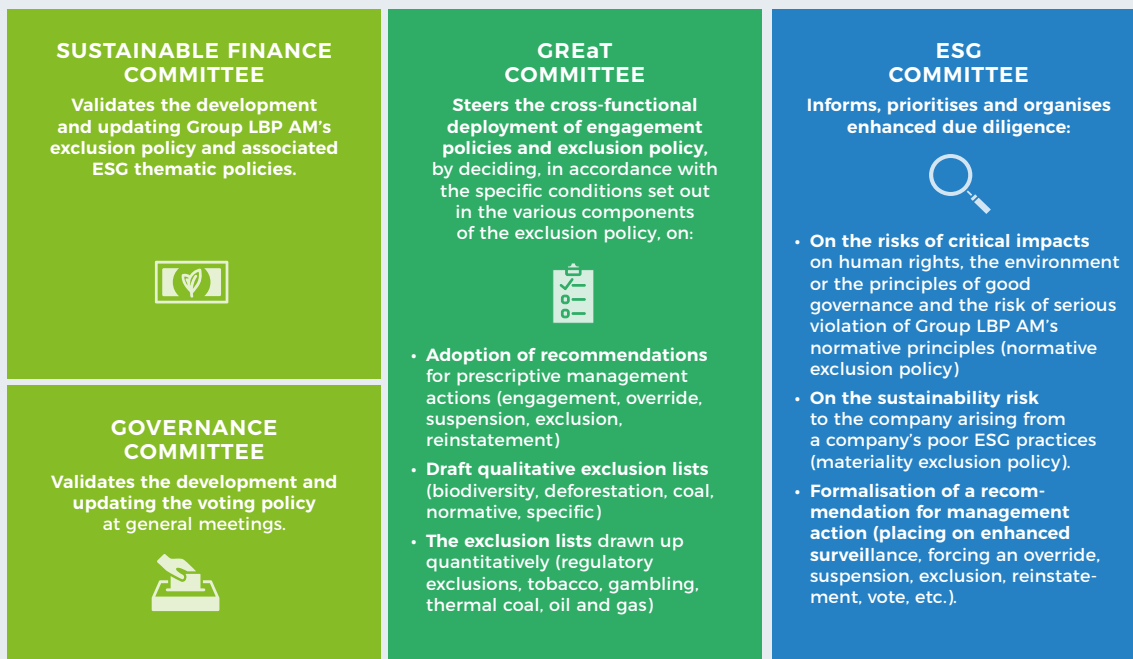 SUSTAINABLE FINANCE
COMMITTEE
Validates the development
and updating Group LBP AM’s
exclusion policy and associated
ESG thematic policies.
GOVERNANCE
COMMITTEE
Validates the development and
updating the voting policy
at general meetings.
GREaT
COMMITTEE
Steers the cross-functional
deployment of engagement
policies and exclusion policy,
by deciding, in accordance with
the specific conditions set out
in the various components
of the exclusion policy, on:
• Adoption of recommendations
for prescriptive management
actions (engagement, override,
suspension, exclusion,
reinstatement)
• Draft qualitative exclusion lists
(biodiversity, deforestation, coal,
normative, specific)
• The exclusion lists drawn up
quantitatively (regulatory
exclusions, tobacco, gambling,
thermal coal, oil and gas)
ESG
COMMITTEE
Informs, prioritises and organises
enhanced due diligence:
• On the risks of critical impacts
on human rights, the environment
or the principles of good
governance and the risk of serious
violation of Group LBP AM’s
normative principles (normative
exclusion policy)
• On the sustainability risk
to the company arising from
a company’s poor ESG practices
(materiality exclusion policy).
• Formalisation of a recom-
mendation for management
action (placing on enhanced
surveillance, forcing an override,
suspension, exclusion, reinstate-
ment, vote, etc.).